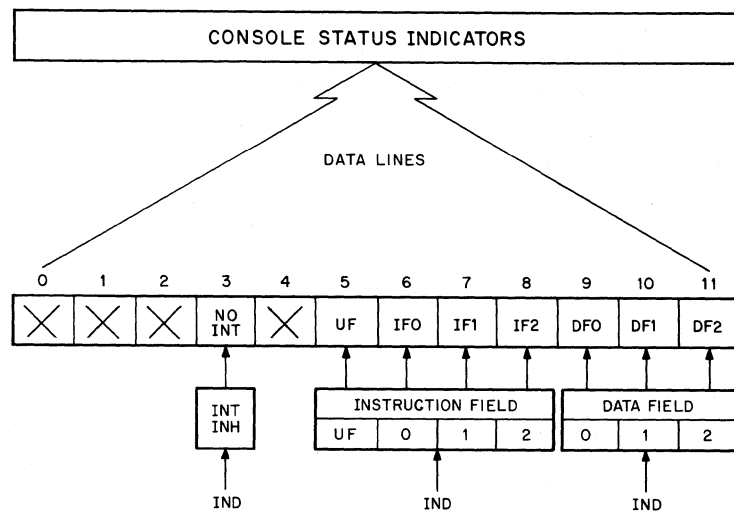 CONSOLE STATUS INDICATORS
DATA LINES
0 1 2 3 4 5 6 7 8 9 10 11
NO INT UF IF0 IF1 IF2 DF0 DF1 DF2
INT INH
INSTRUCTION FIELD DATA FIELD
UF 0 1 2 0 1 2
IND IND IND